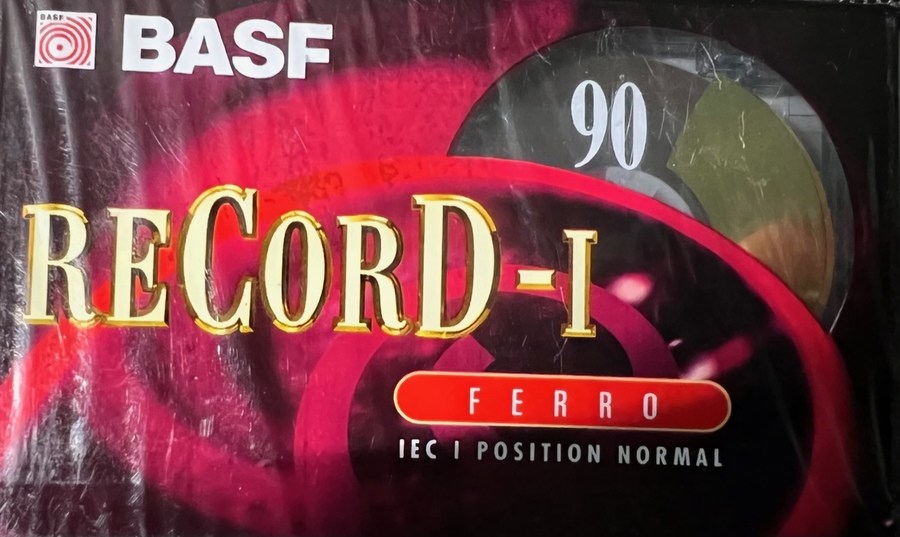 BASF
BASF
90
RECORD-I
FERRO
IEC I POSITION NORMAL